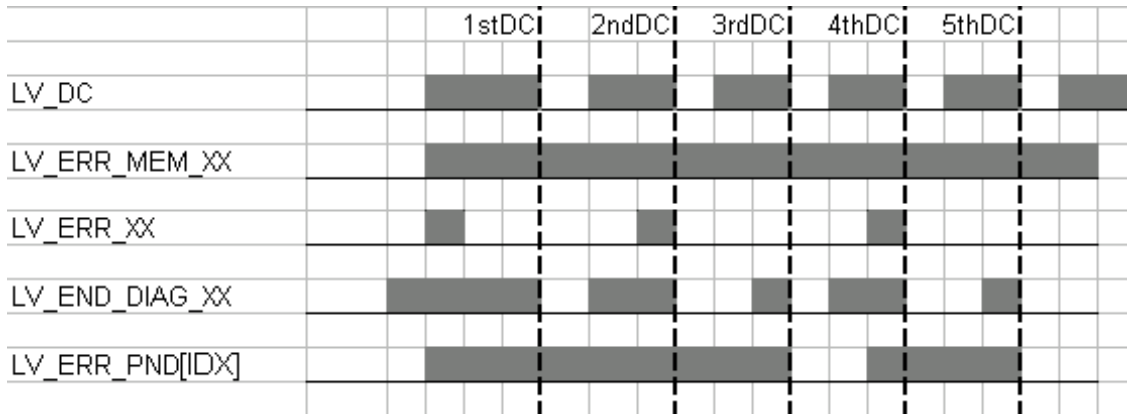 1stDC 2ndDC 3rdDC 4thDC 5thDC
LV_DC
LV_ERR_MEM_XX
LV_ERR_XX
LV_END_DIAG_XX
LV_ERR_PND[IDX]